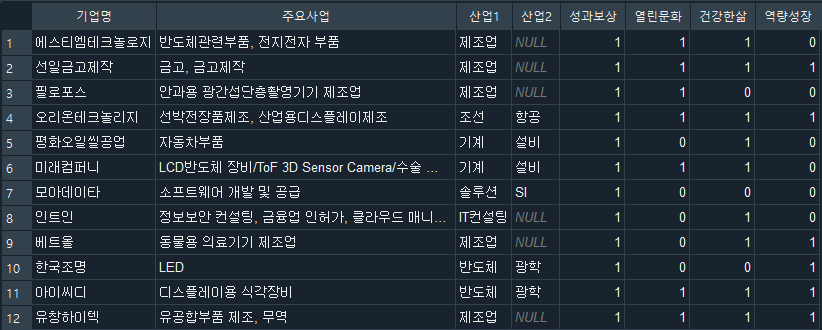 기업명 주요사업 산업1 산업2 성과보상 열린문화 건강한삶 역량성장
1 에스티엠테크놀로지 반도체관련부품, 전지전자 부품 제조업 NULL 1 1 1 0
2 선일금고제작 금고, 금고제작 제조업 NULL 1 1 1 1
3 필로포스 안과용 광간섭단층촬영기기 제조업 제조업 NULL 1 1 0 0
4 오리온테크놀리지 선박전장품제조, 산업용디스플레이제조 조선 항공 1 1 1 1
5 평화오일씰공업 자동차부품 기계 설비 1 0 1 0
6 미래컴퍼니 LCD반도체 장비/ToF 3D Sensor Camera/수술 ... 기계 설비 1 1 1 0
7 모아데이타 소프트웨어 개발 및 공급 솔루션 SI 1 0 0 0
8 인트인 정보보안 컨설팅, 금융업 인허가, 클라우드 매니... IT컨설팅 NULL 1 0 1 0
9 베트올 동물용 의료기기 제조업 제조업 NULL 1 0 1 1
10 한국조명 LED 반도체 광학 1 0 0 1
11 아이씨디 디스플레이용 식각장비 반도체 광학 1 1 1 1
12 유창하이텍 유공합부품 제조, 무역 제조업 NULL 1 1 1 1